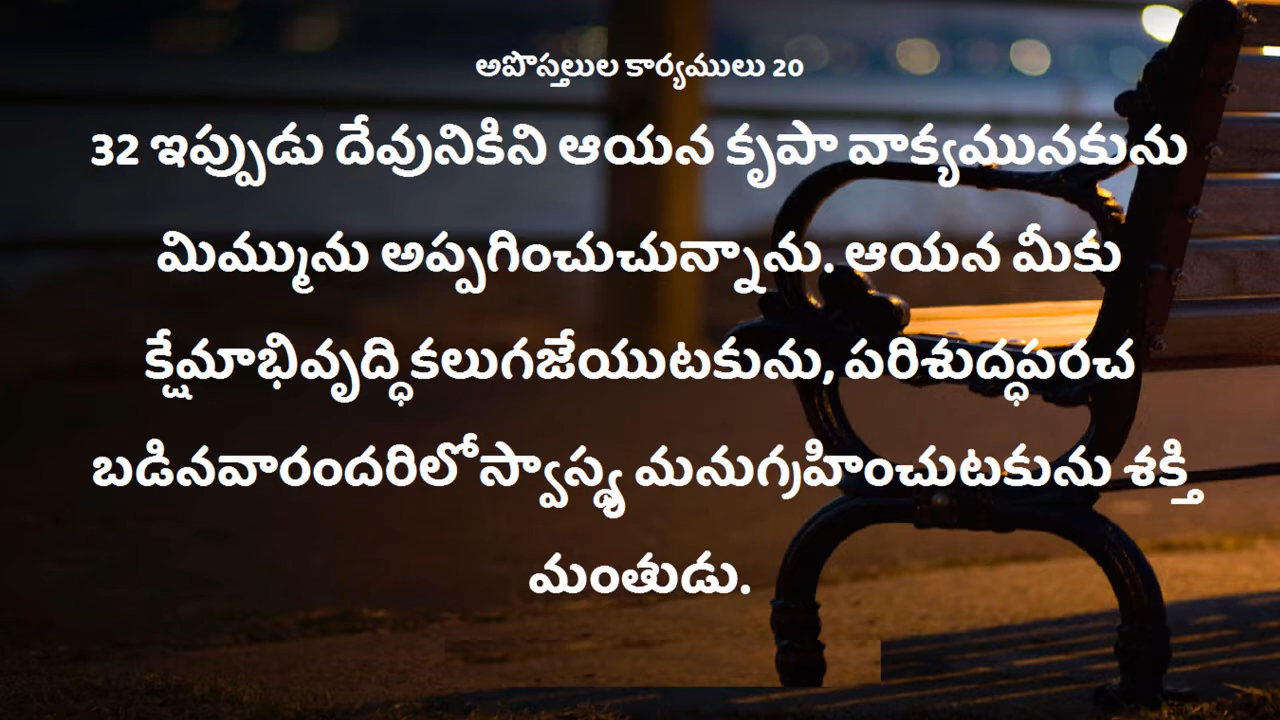 అపొస్తలుల కార్యములు 20
32 ఇప్పుడు దేవునికిని ఆయన కృపా వాక్యమునకును
మిమ్మును అప్పగించుచున్నాను. ఆయన మీకు
క్షేమాభివృద్ధికలుగజేయుటకును, పరిశుద్ధపరచ
బడినవారందరిలోస్వాస్థ్య మనుగ్రహించుటకును శక్తి
మంతుడు.